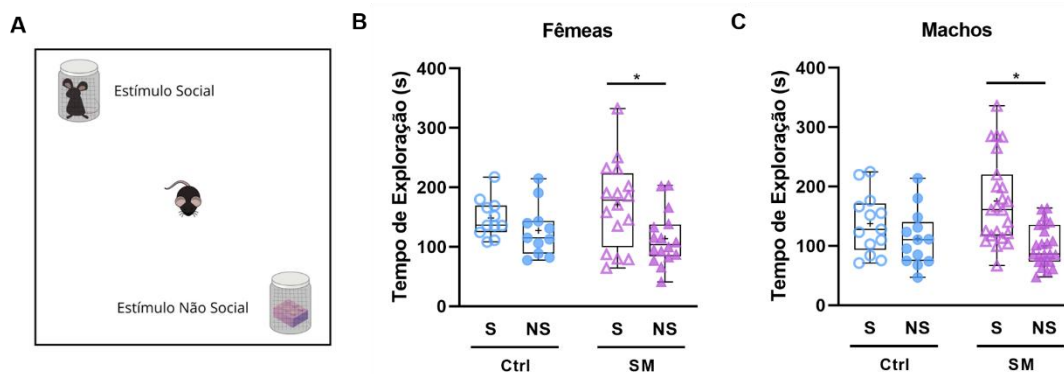 A
Estímulo Social
Estímulo Não Social
B
Fêmeas
Tempo de Exploração (s)
400
300
200
100
0
*
S NS S NS
Ctrl SM
C
Machos
Tempo de Exploração (s)
400
300
200
100
0
*
S NS S NS
Ctrl SM